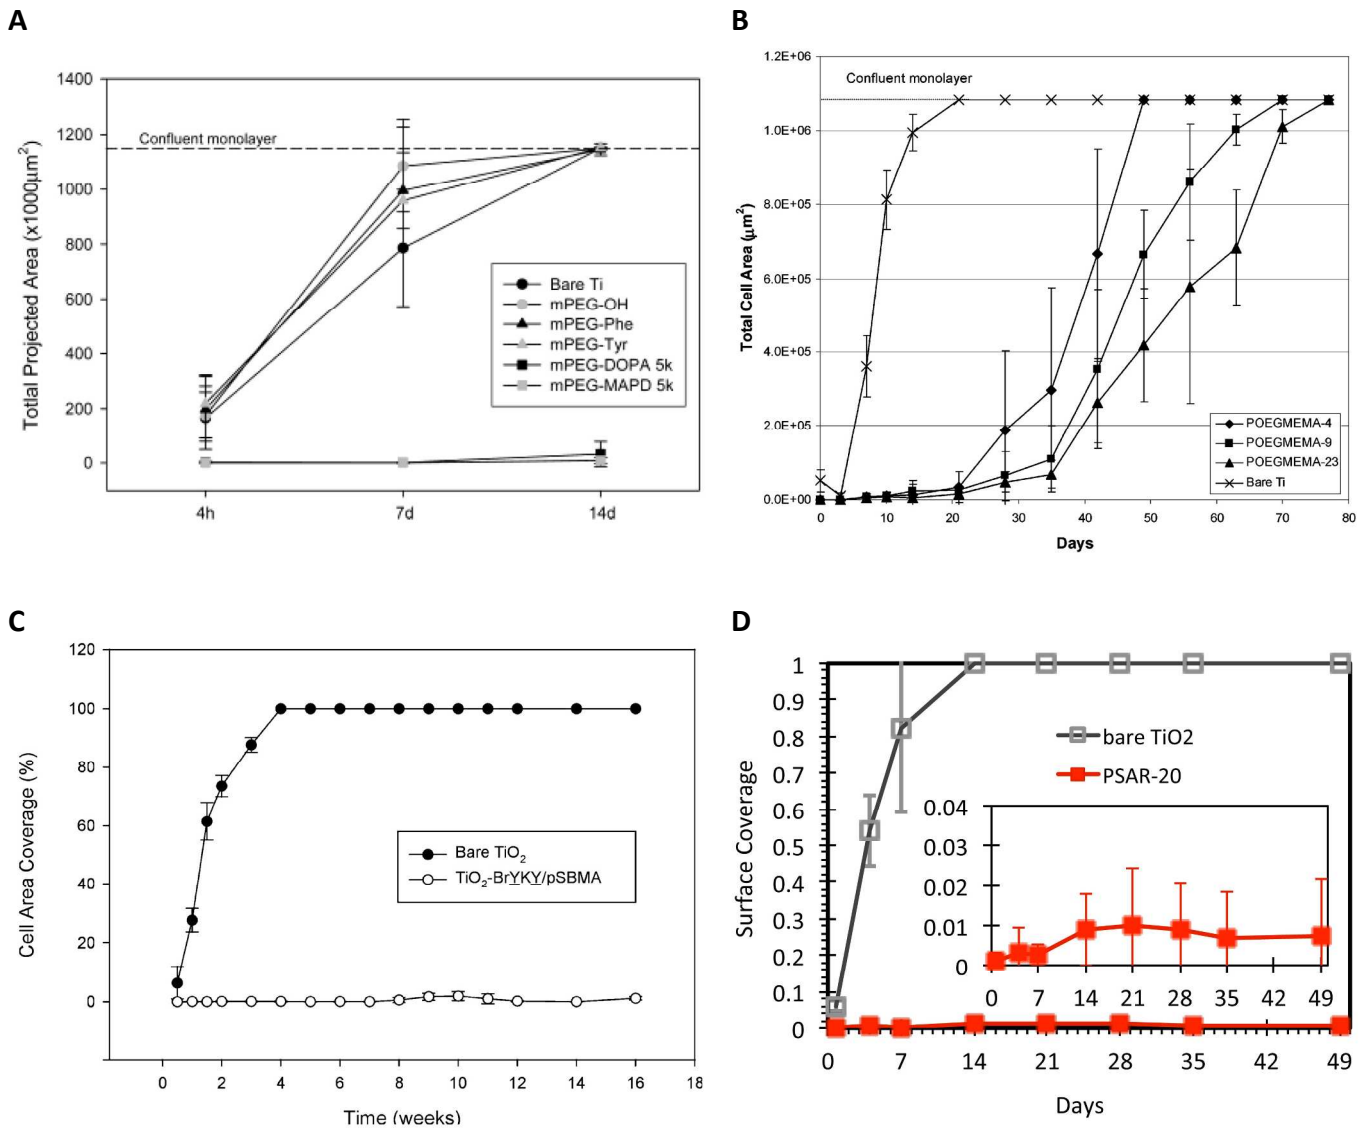 A
Totlal Projected Area (x1000µm²)
1400
1200
1000
800
600
400
200
0
Confluent monolayer
Bare Ti
mPEG-OH
mPEG-Phe
mPEG-Tyr
mPEG-DOPA 5k
mPEG-MAPD 5k
4h
7d
14d
B
Total Cell Area (µm²)
1.2E+06
1.0E+06
8.0E+05
6.0E+05
4.0E+05
2.0E+05
0.0E+00
Confluent monolayer
POEGMEMA-4
POEGMEMA-9
POEGMEMA-23
Bare Ti
0 10 20 30 40 50 60 70 80
Days
C
Cell Area Coverage (%)
120
100
80
60
40
20
0
Bare TiO₂
TiO₂-BrYKY/pSBMA
0 2 4 6 8 10 12 14 16 18
Time (weeks)
D
Surface Coverage
1
0.9
0.8
0.7
0.6
0.5
0.4
0.3
0.2
0.1
0
bare TiO2
PSAR-20
0.04
0.03
0.02
0.01
0
0 7 14 21 28 35 42 49
0 7 14 21 28 35 42 49
Days